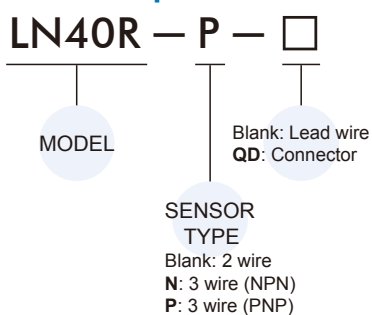 LN40R — P — □
MODEL
Blank: Lead wire
QD: Connector
SENSOR
TYPE
Blank: 2 wire
N: 3 wire (NPN)
P: 3 wire (PNP)